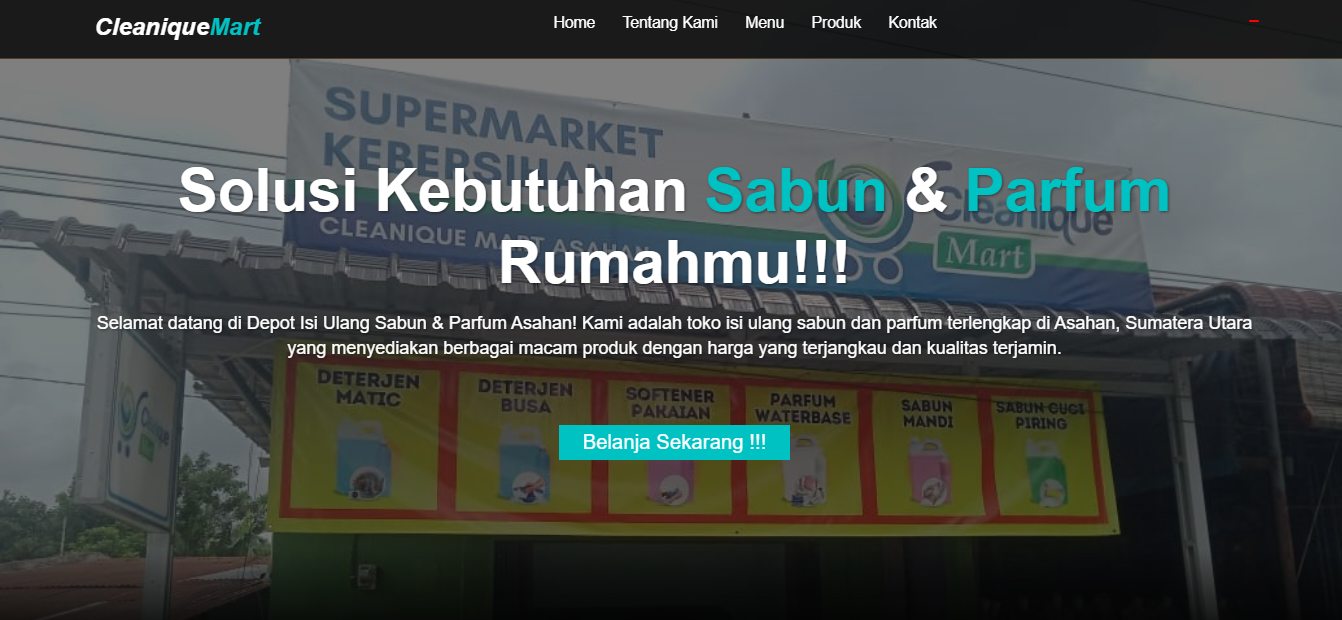 CleaniqueMart
Home Tentang Kami Menu Produk Kontak
SUPERMARKET
KEBERSIHAN
Solusi Kebutuhan Sabun & Parfum
Rumahmu!!!
CLEANIQUE MART ASAHAN
Cleanique
Mart
Selamat datang di Depot Isi Ulang Sabun & Parfum Asahan! Kami adalah toko isi ulang sabun dan parfum terlengkap di Asahan, Sumatera Utara
yang menyediakan berbagai macam produk dengan harga yang terjangkau dan kualitas terjamin.
DETERJEN
MATIC
DETERJEN
BUSA
SOFTENER
PAKAIAN
PARFUM
WATERBASE
SABUN
MANDI
SABUN CUCI
PIRING
Cleanique
Mart
Belanja Sekarang !!!